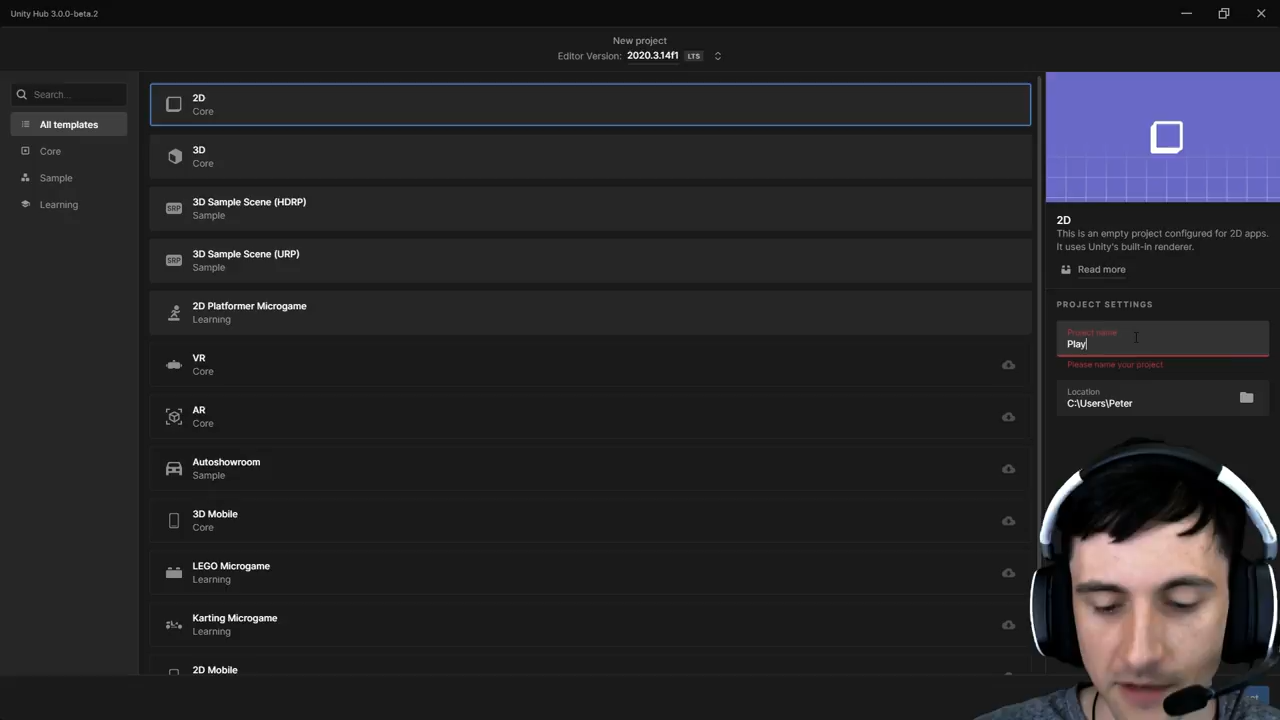 Unity Hub 3.0.0-beta.2
New project
Editor Version: 2020.3.14f1 LTS
Search...
All templates
Core
Sample
Learning
2D
Core
3D
Core
SRP
3D Sample Scene (HDRP)
Sample
SRP
3D Sample Scene (URP)
Sample
2D Platformer Microgame
Learning
VR
Core
AR
Core
Autoshowroom
Sample
3D Mobile
Core
LEGO Microgame
Learning
Karting Microgame
Learning
2D Mobile
2D
This is an empty project configured for 2D apps.
It uses Unity's built-in renderer.
Read more
PROJECT SETTINGS
Project name
Play
Please name your project
Location
C:\Users\Peter